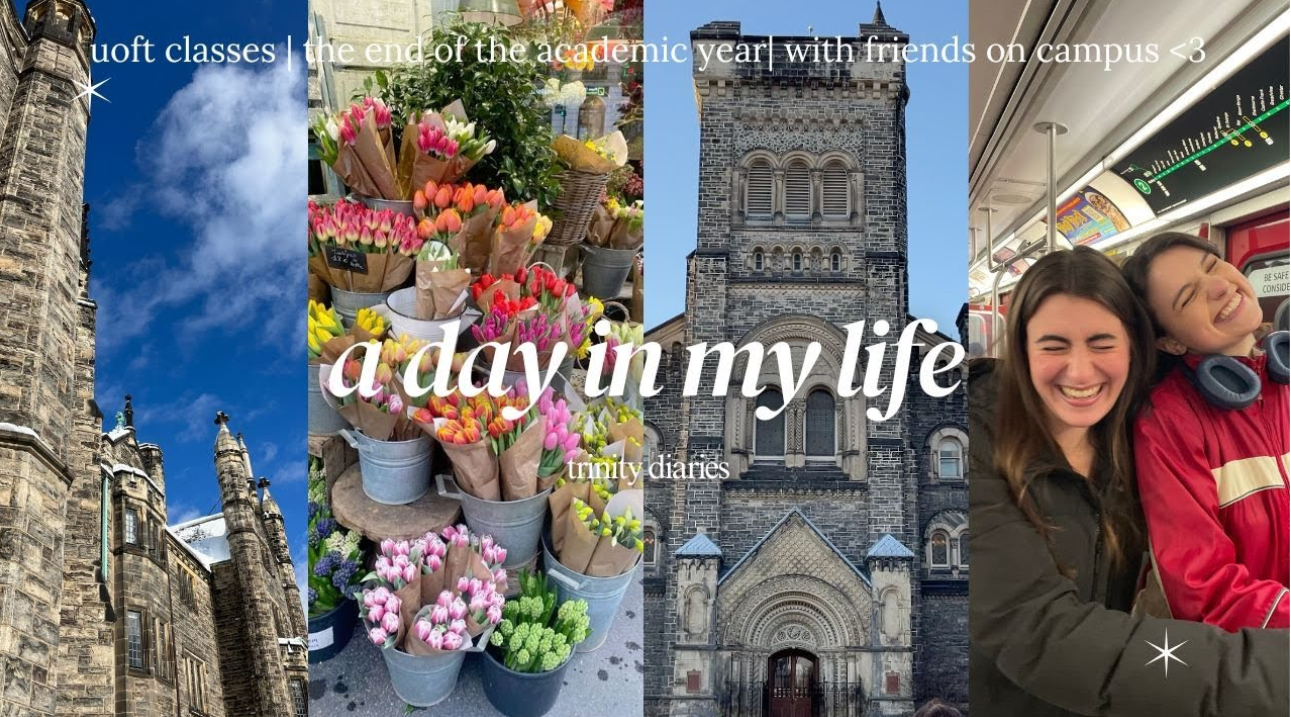 uoft classes | the end of the academic year| with friends on campus <3
a day in my life
trinity diaries
BE SAFE
CONSIDE